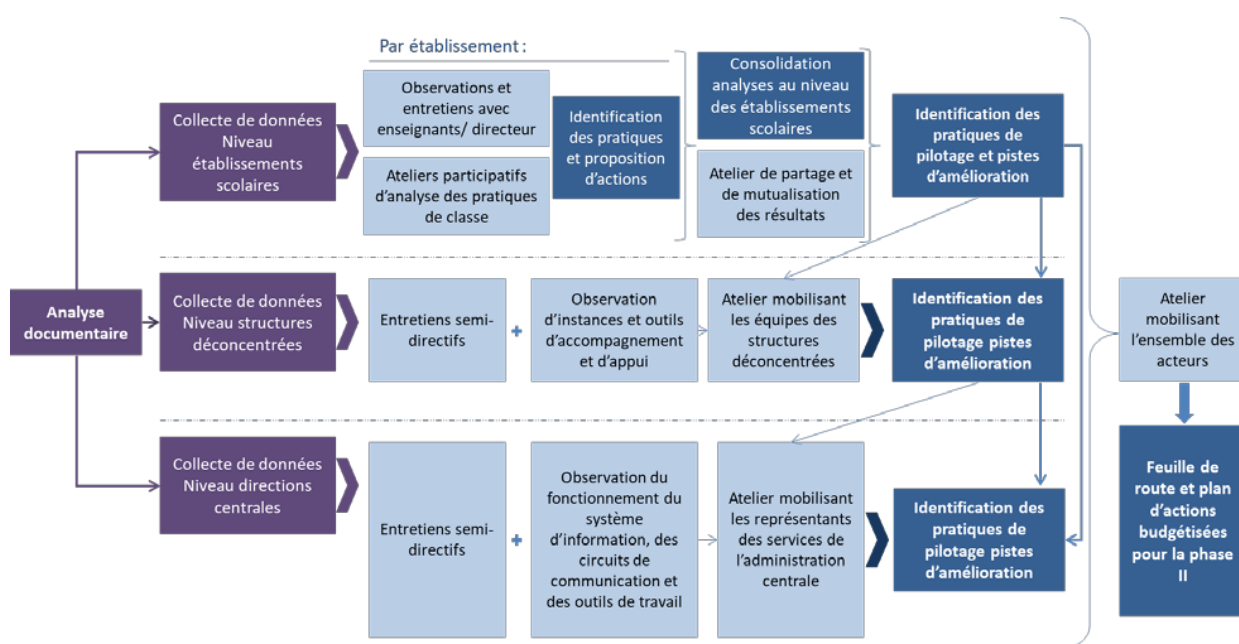 Par établissement :
Collecte de données
Niveau
établissements
scolaires
Observations et
entretiens avec
enseignants/ directeur
Ateliers participatifs
d’analyse des pratiques
de classe
Identification
des pratiques
et proposition
d’actions
Consolidation
analyses au niveau
des établissements
scolaires
Atelier de partage et
de mutualisation
des résultats
Identification des
pratiques de
pilotage et pistes
d’amélioration
Analyse
documentaire
Collecte de données
Niveau structures
déconcentrées
Entretiens semi-
directifs
+
Observation
d’instances et outils
d’accompagnement
et d’appui
Atelier mobilisant
les équipes des
structures
déconcentrées
Identification des
pratiques de
pilotage pistes
d’amélioration
Atelier
mobilisant
l’ensemble des
acteurs
Collecte de données
Niveau directions
centrales
Entretiens semi-
directifs
+
Observation du
fonctionnement du
système
d’information, des
circuits de
communication et
des outils de travail
Atelier mobilisant
les représentants
des services de
l’administration
centrale
Identification des
pratiques de
pilotage pistes
d’amélioration
Feuille de
route et plan
d’actions
budgétisées
pour la phase
II